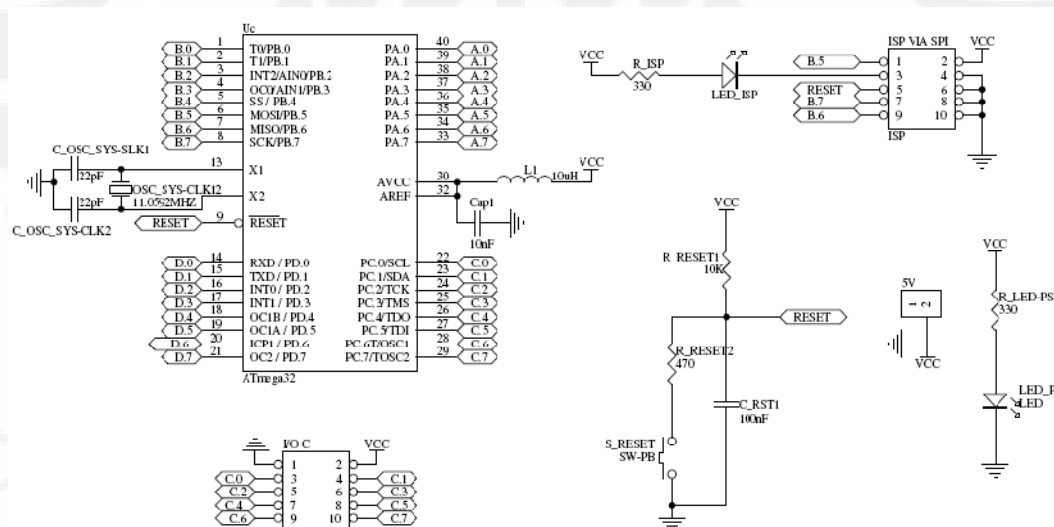 Uc
B.0 1 T0/PB.0 PA.0 40 A.0
B.1 2 T1/PB.1 PA.1 39 A.1
B.2 3 INT2/AIN0/PB.2 PA.2 38 A.2
B.3 4 OC0/AIN1/PB.3 PA.3 37 A.3
B.4 5 SS / PB.4 PA.4 36 A.4
B.5 6 MOSI/PB.5 PA.5 35 A.5
B.6 7 MISO/PB.6 PA.6 34 A.6
B.7 8 SCK/PB.7 PA.7 33 A.7
C_OSC_SYS-SLK1
22pF
13 X1
OSC_SYS-CLK12
11.0592MHZ
X2
22pF
C_OSC_SYS-CLK2
RESET 9 RESET
AVCC 30 L1 10uH VCC
AREF 32
Cap1
10nF
D.0 14 RXD / PD.0 PC.0/SCL 22 C.0
D.1 15 TXD / PD.1 PC.1/SDA 23 C.1
D.2 16 INT0 / PD.2 PC.2/TCK 24 C.2
D.3 17 INT1 / PD.3 PC.3/TMS 25 C.3
D.4 18 OC1B / PD.4 PC.4/TDO 26 C.4
D.5 19 OC1A / PD.5 PC.5/TDI 27 C.5
D.6 20 ICP1 / PD.6 PC.6T/OSC1 28 C.6
D.7 21 OC2 / PD.7 PC.7/TOSC2 29 C.7
ATmega32
VCC
R_ISP
330
LED_ISP
ISP VIA SPI
VCC
B.5 1 2
3 4
RESET 5 6
B.7 7 8
B.6 9 10
ISP
VCC
R_RESET1
10K
RESET
R_RESET2
470
C_RST1
100nF
S_RESET
SW-PB
5V
1 2
VCC
VCC
R_LED-PS
330
LED_P
LED
I/O C
VCC
1 2
C.0 3 4 C.1
C.2 5 6 C.3
C.4 7 8 C.5
C.6 9 10 C.7